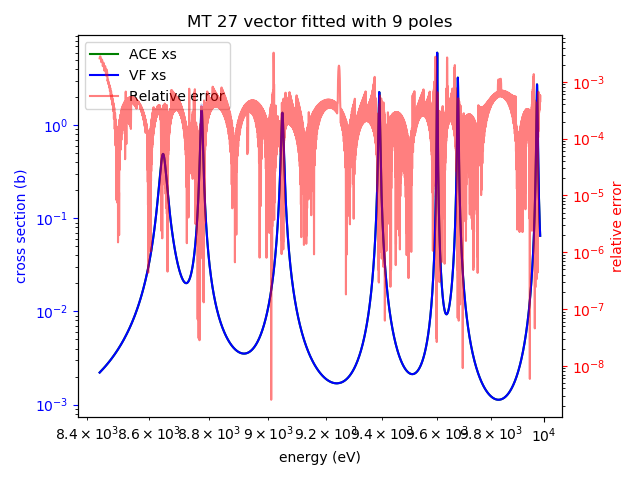 MT 27 vector fitted with 9 poles
ACE xs
VF xs
Relative error
cross section (b)
10⁰
10⁻¹
10⁻²
10⁻³
relative error
10⁻³
10⁻⁴
10⁻⁵
10⁻⁶
10⁻⁷
10⁻⁸
8.4 × 10³ 8.6 × 10³ 8.8 × 10³ 9 × 10³ 9.2 × 10³ 9.4 × 10³ 9.6 × 10³ 9.8 × 10³ 10⁴
energy (eV)